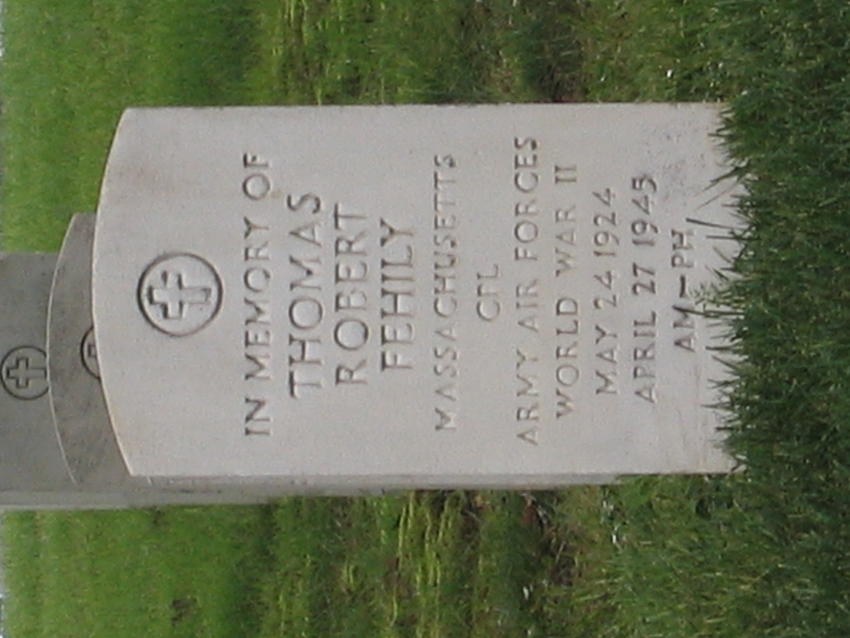 IN MEMORY OF
THOMAS
ROBERT
FEHILY
MASSACHUSETTS
CPL
ARMY AIR FORCES
WORLD WAR II
MAY 24 1924
APRIL 27 1945
AM—PH